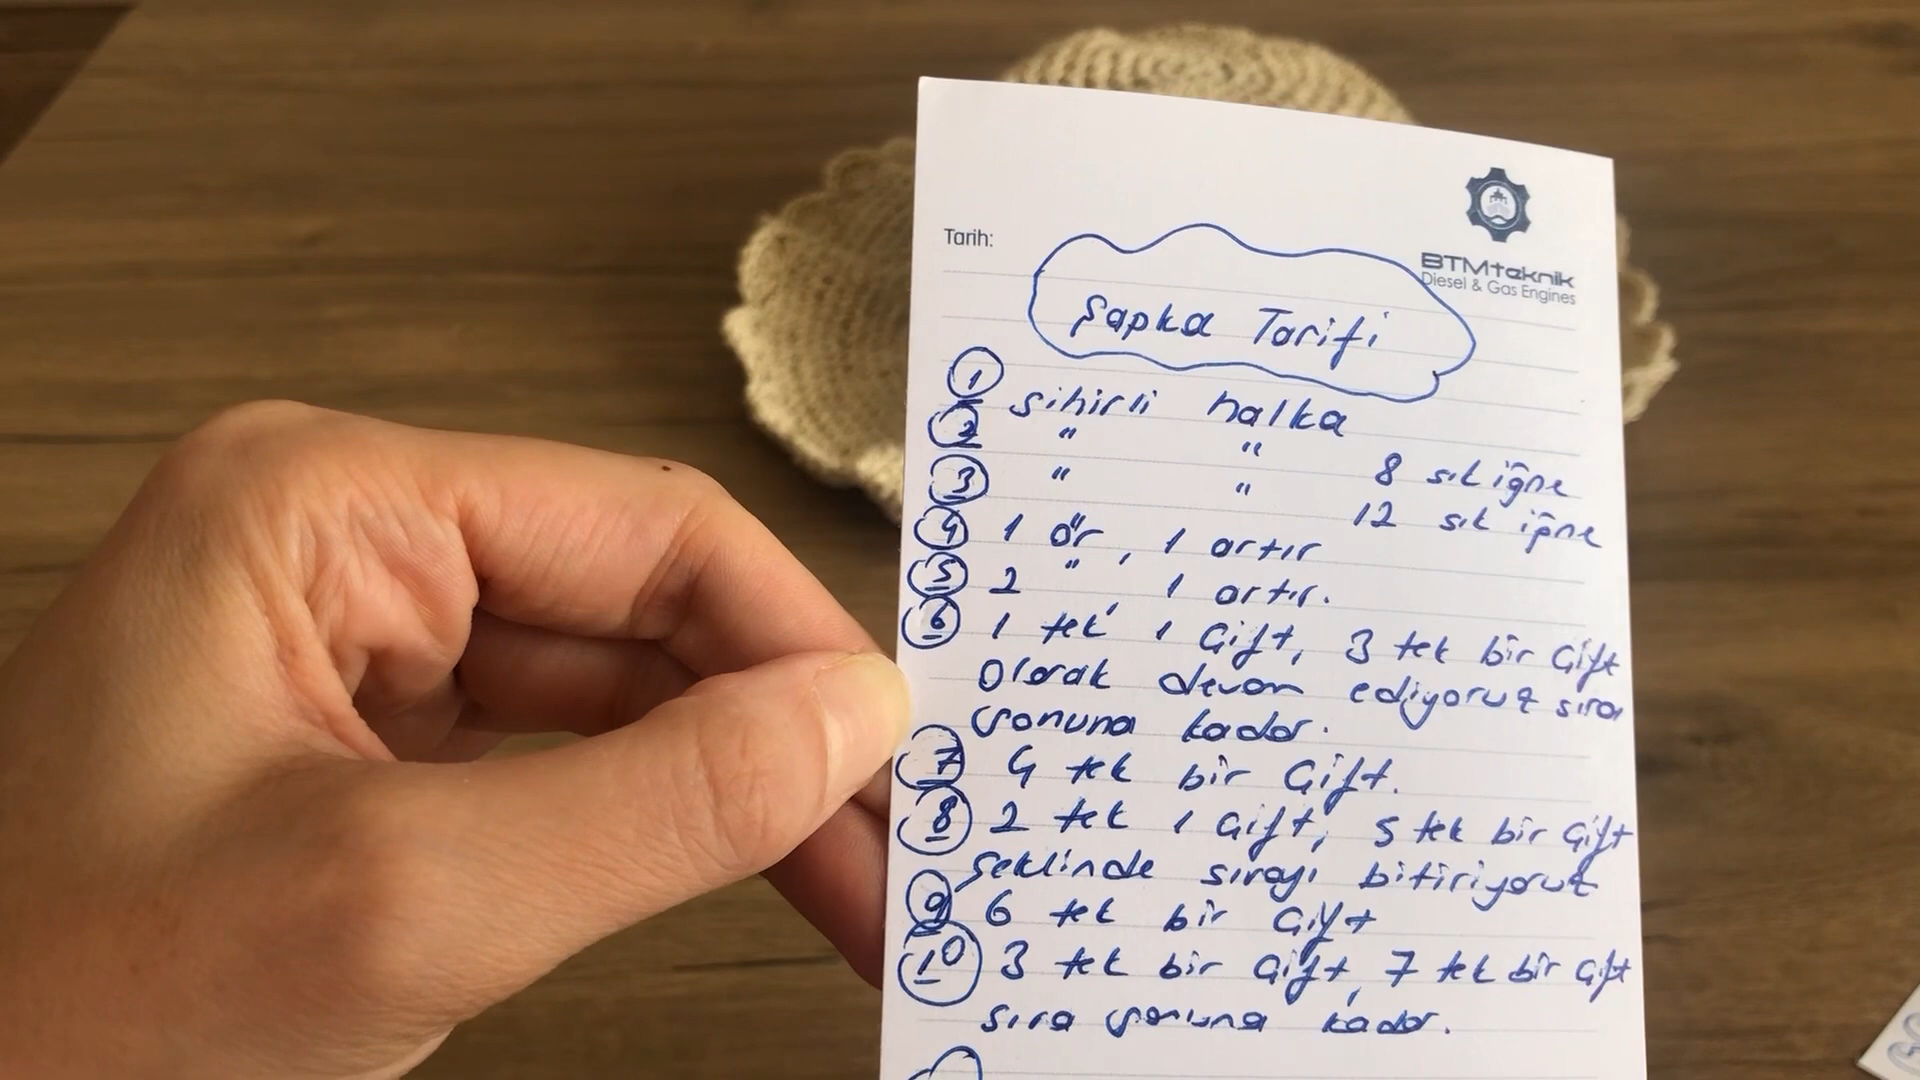 BTMteknik
Diesel & Gas Engines
Tarih:
Şapka Tarifi
1 sihirli halka
2 " " 8 sık iğne
3 " " 12 sık iğne
4 1 ör, 1 artır
5 2 ", 1 artır.
6 1 tek 1 Çift, 3 tek bir Çift
olarak devam ediyoruz sıra
sonuna kadar.
7 4 tek bir Çift.
8 2 tek 1 Çift, 5 tek bir Çift
şeklinde sırayı bitiriyoruz
9 6 tek bir Çift
10 3 tek bir Çift, 7 tek bir Çift
sıra sonuna kadar.